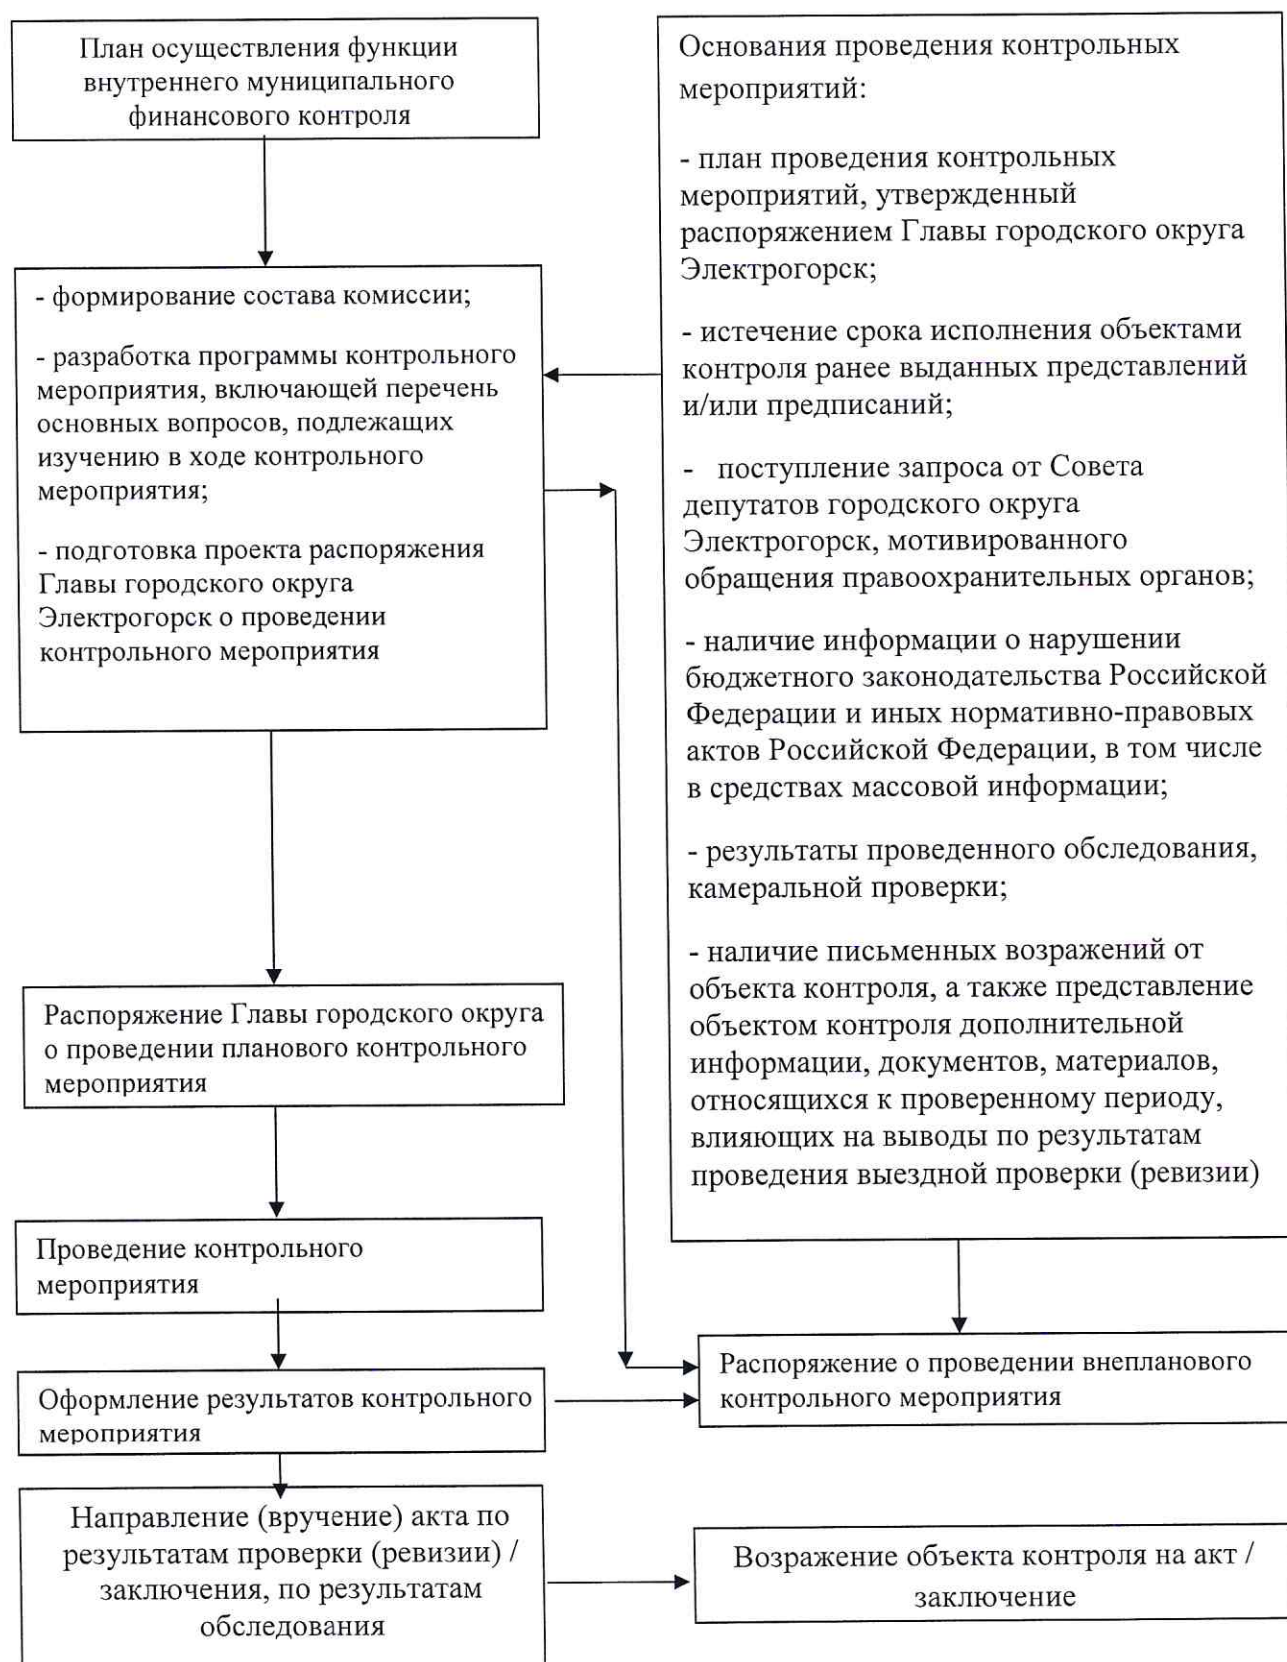 План осуществления функции
внутреннего муниципального
финансового контроля
Основания проведения контрольных
мероприятий:
- план проведения контрольных
мероприятий, утвержденный
распоряжением Главы городского округа
Электрогорск;
- истечение срока исполнения объектами
контроля ранее выданных представлений
и/или предписаний;
- поступление запроса от Совета
депутатов городского округа
Электрогорск, мотивированного
обращения правоохранительных органов;
- наличие информации о нарушении
бюджетного законодательства Российской
Федерации и иных нормативно-правовых
актов Российской Федерации, в том числе
в средствах массовой информации;
- результаты проведенного обследования,
камеральной проверки;
- наличие письменных возражений от
объекта контроля, а также представление
объектом контроля дополнительной
информации, документов, материалов,
относящихся к проверенному периоду,
влияющих на выводы по результатам
проведения выездной проверки (ревизии)
- формирование состава комиссии;
- разработка программы контрольного
мероприятия, включающей перечень
основных вопросов, подлежащих
изучению в ходе контрольного
мероприятия;
- подготовка проекта распоряжения
Главы городского округа
Электрогорск о проведении
контрольного мероприятия
Распоряжение Главы городского округа
о проведении планового контрольного
мероприятия
Проведение контрольного
мероприятия
Распоряжение о проведении внепланового
контрольного мероприятия
Оформление результатов контрольного
мероприятия
Направление (вручение) акта по
результатам проверки (ревизии) /
заключения, по результатам
обследования
Возражение объекта контроля на акт /
заключение